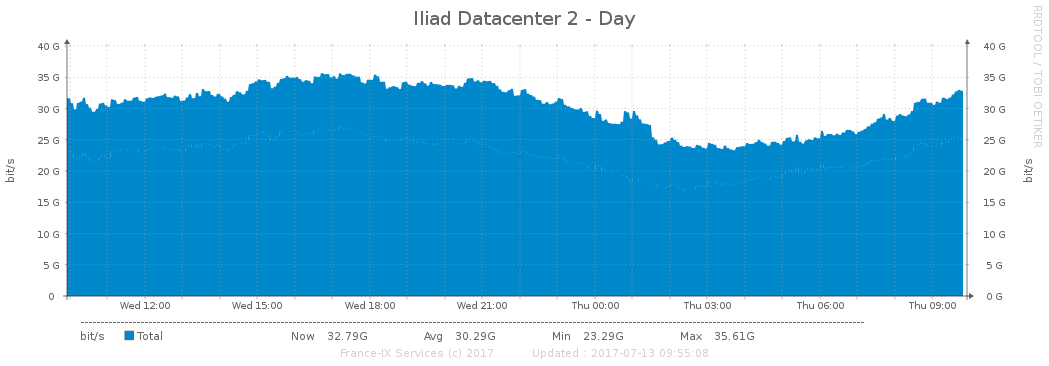 Iliad Datacenter 2 - Day
RRDTOOL / TOBI OETIKER
40 G 40 G
35 G 35 G
30 G 30 G
25 G 25 G
20 G 20 G
15 G 15 G
10 G 10 G
5 G 5 G
0 0 G
bit/s bit/s
Wed 12:00 Wed 15:00 Wed 18:00 Wed 21:00 Thu 00:00 Thu 03:00 Thu 06:00 Thu 09:00
bit/s Total Now 32.79G Avg 30.29G Min 23.29G Max 35.61G
France-IX Services (c) 2017 Updated : 2017-07-13 09:55:08